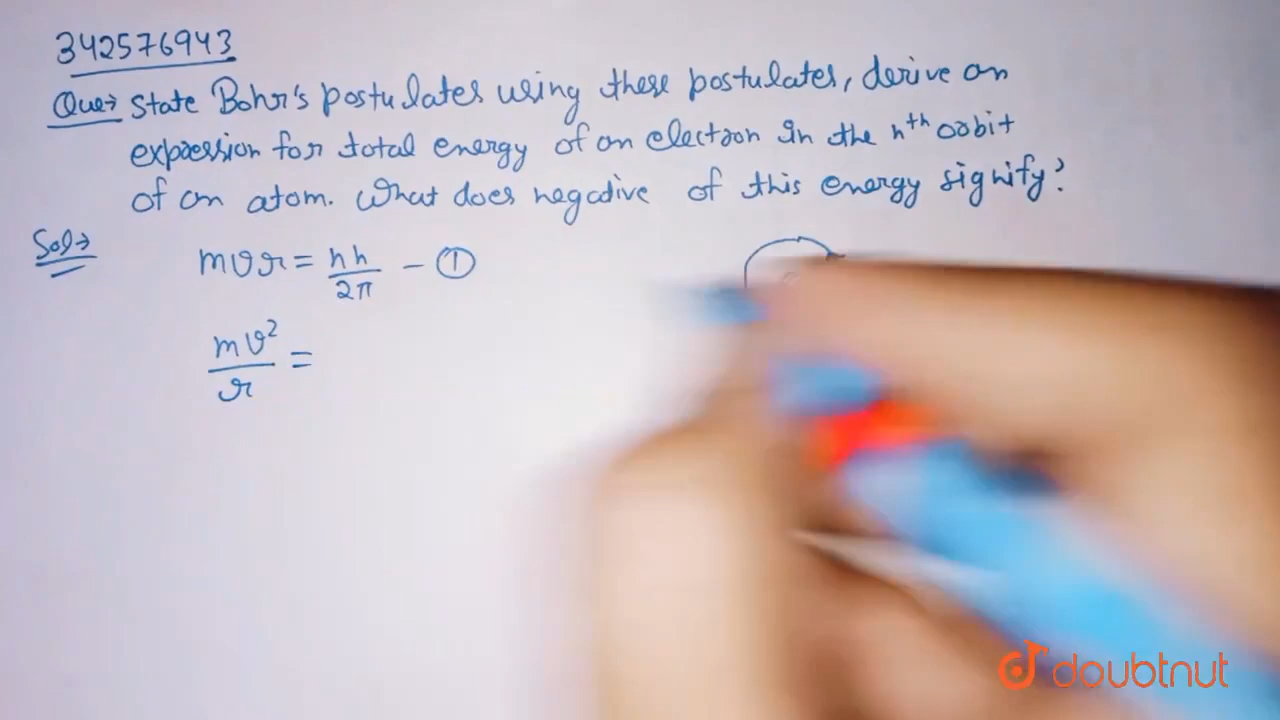 342576943
Que→ State Bohr's postulates using these postulates, derive an
expression for total energy of an electron in the nth orbit
of an atom. What does negative of this energy signify?
Sol→
mvr = nh/2π - ①
mv²/r =
doubtnut